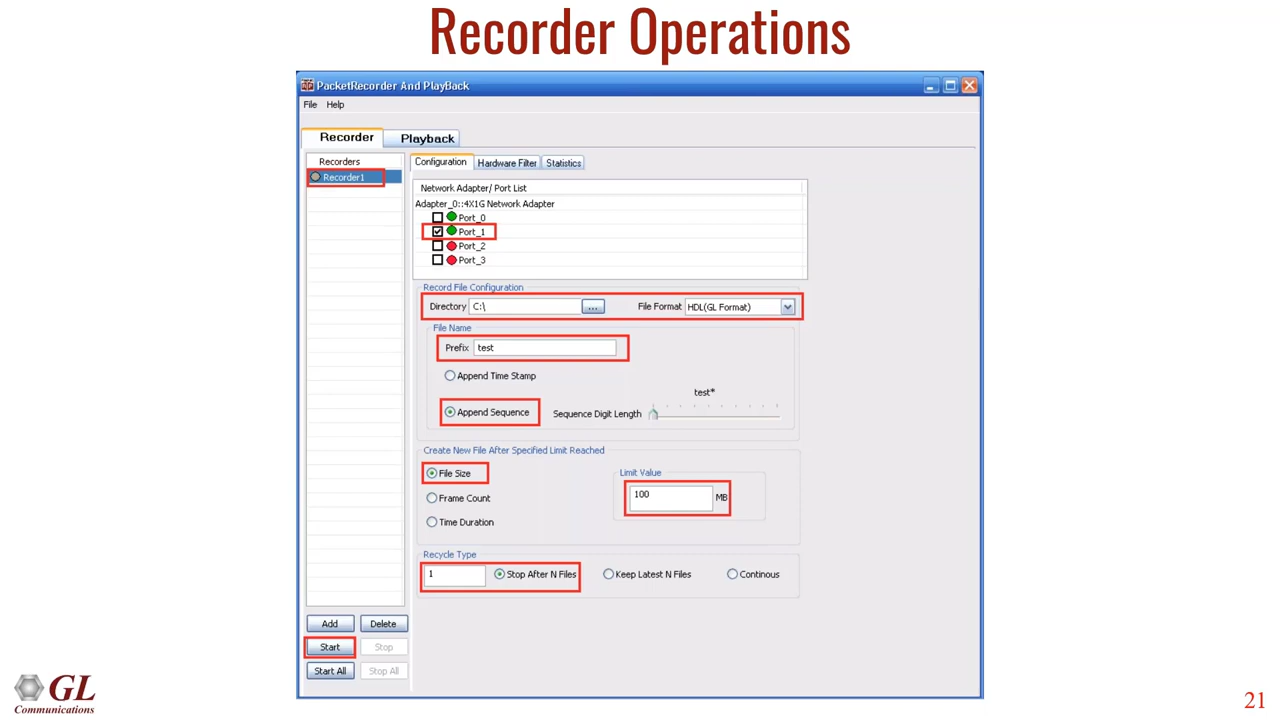 Recorder Operations
PacketRecorder And PlayBack
File Help
Recorder Playback
Recorders
Recorder1
Configuration Hardware Filter Statistics
Network Adapter/ Port List
Adapter_0::4X1G Network Adapter
Port_0
Port_1
Port_2
Port_3
Record File Configuration
Directory C:\ ... File Format HDL(GL Format)
File Name
Prefix test
Append Time Stamp
test*
Append Sequence Sequence Digit Length
Create New File After Specified Limit Reached
File Size
Frame Count
Time Duration
Limit Value
100 MB
Recycle Type
1 Stop After N Files Keep Latest N Files Continous
Add Delete
Start Stop
Start All Stop All
GL
Communications
21